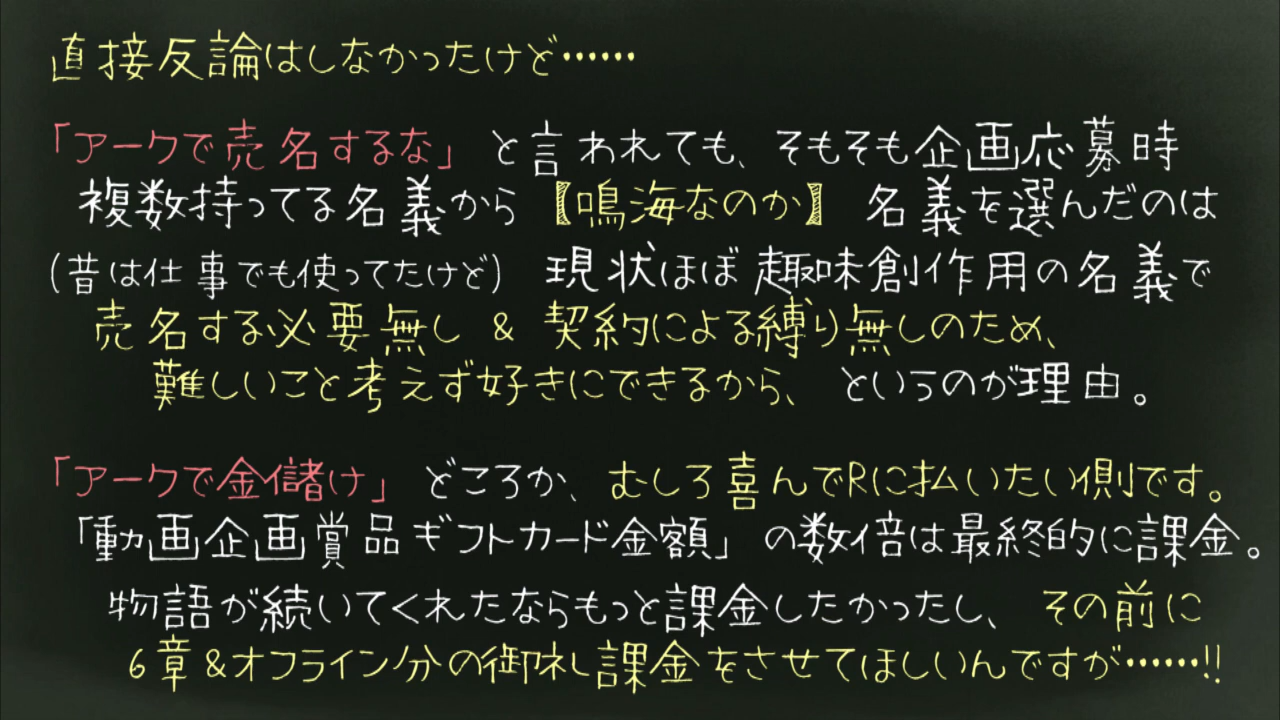 直接反論はしなかったけど……
「アークで売名するな」 と言われても、そもそも企画応募時
複数持ってる名義から 【鳴海なのか】 名義を選んだのは
(昔は仕事でも使ってたけど) 現状ほぼ趣味創作用の名義で
売名する必要無し & 契約による縛り無しのため、
難しいこと考えず好きにできるから、 というのが理由。
「アークで金儲け」 どころか、むしろ喜んでRに払いたい側です。
「動画企画賞品ギフトカード金額」 の数倍は最終的に課金。
物語が続いてくれたならもっと課金したかったし、 その前に
6章&オフライン分の御礼課金をさせてほしいんですが……!!